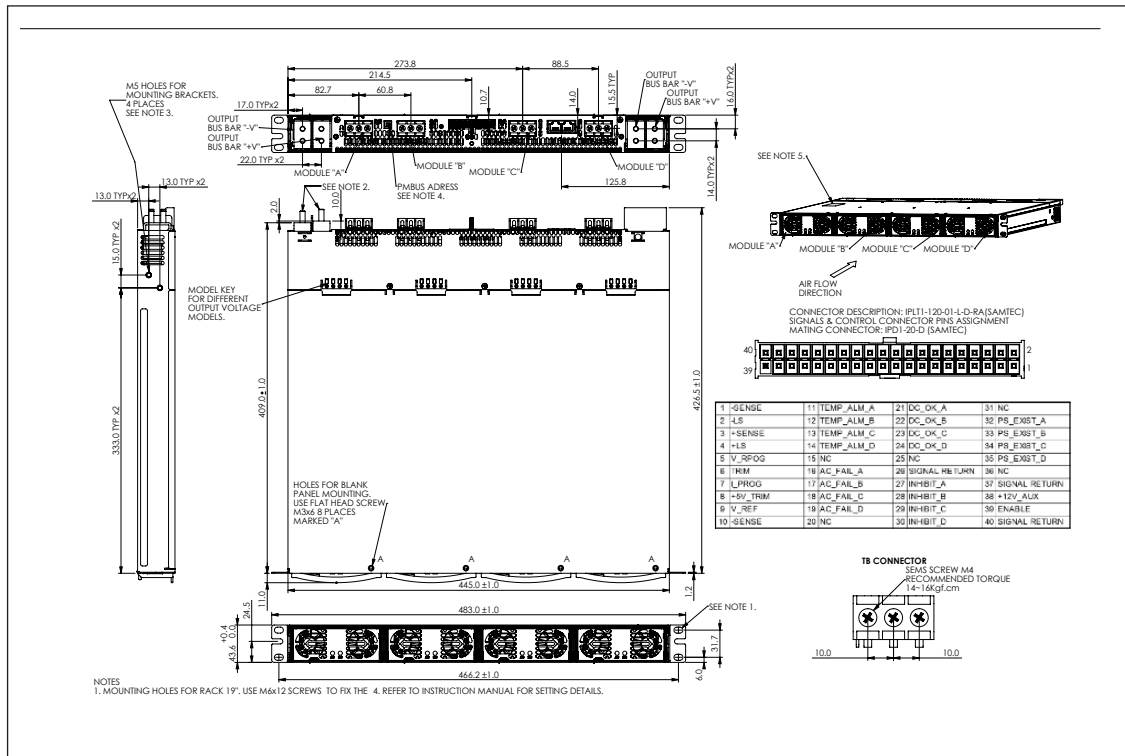 273.8
88.5
214.5
82.7
60.8
10.7
14.0
15.5 TYP
16.0 TYPx2
17.0 TYPx2
M5 HOLES FOR
MOUNTING BRACKETS.
4 PLACES
SEE NOTE 3.
OUTPUT
BUS BAR "-V"
OUTPUT
BUS BAR "+V"
OUTPUT
BUS BAR "-V"
OUTPUT
BUS BAR "+V"
22.0 TYP x2
MODULE "A"
MODULE "B"
MODULE "C"
MODULE "D"
PMBUS ADRESS
SEE NOTE 4.
125.8
14.0 TYPx2
13.0 TYP x2
13.0 TYPx2
15.0 TYP x2
333.0 TYP x2
SEE NOTE 2.
2.0
10.0
MODEL KEY
FOR DIFFERENT
OUTPUT VOLTAGE
MODELS.
409.0±1.0
426.5±1.0
HOLES FOR BLANK
PANEL MOUNTING.
USE FLAT HEAD SCREW
M3x6 8 PLACES
MARKED "A"
A
A
A
A
11.0
445.0±1.0
1.2
483.0±1.0
SEE NOTE 1.
24.5
+0.4
0.0
43.6
31.7
6.0
466.2 ±1.0
SEE NOTE 5.
MODULE "A"
MODULE "B"
MODULE "C"
MODULE "D"
AIR FLOW
DIRECTION
CONNECTOR DESCRIPTION: IPLT1-120-01-L-D-RA(SAMTEC)
SIGNALS & CONTROL CONNECTOR PINS ASSIGNMENT
MATING CONNECTOR: IPD1-20-D (SAMTEC)
40
2
39
1
1 -SENSE 11 TEMP_ALM_A 21 DC_OK_A 31 NC
2 -LS 12 TEMP_ALM_B 22 DC_OK_B 32 PS_EXIST_A
3 +SENSE 13 TEMP_ALM_C 23 DC_OK_C 33 PS_EXIST_B
4 +LS 14 TEMP_ALM_D 24 DC_OK_D 34 PS_EXIST_C
5 V_RPOG 15 NC 25 NC 35 PS_EXIST_D
6 TRIM 16 AC_FAIL_A 26 SIGNAL RETURN 36 NC
7 I_PROG 17 AC_FAIL_B 27 INHIBIT_A 37 SIGNAL RETURN
8 +5V_TRIM 18 AC_FAIL_C 28 INHIBIT_B 38 +12V_AUX
9 V_REF 19 AC_FAIL_D 29 INHIBIT_C 39 ENABLE
10 -SENSE 20 NC 30 INHIBIT_D 40 SIGNAL RETURN
TB CONNECTOR
SEMS SCREW M4
RECOMMENDED TORQUE
14~16Kgf.cm
10.0
10.0
NOTES
1. MOUNTING HOLES FOR RACK 19". USE M6x12 SCREWS TO FIX THE 4. REFER TO INSTRUCTION MANUAL FOR SETTING DETAILS.